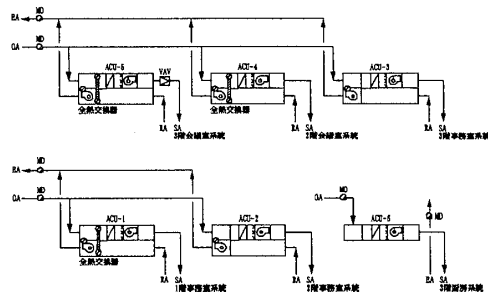 EA MD
OA MD
ACU-5 VAV ACU-4 ACU-3
全熱交換器 全熱交換器
RA SA RA SA RA SA
3階会議室系統 2階会議室系統 3階事務室系統
EA MD
OA MD OA MD MD
ACU-1 ACU-2 ACU-6
全熱交換器
RA SA RA SA EA SA
1階事務室系統 2階事務室系統 3階厨房系統